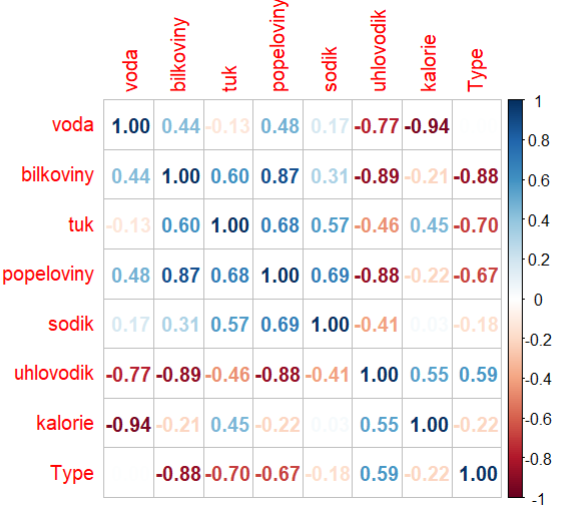 voda bilkoviny tuk popeloviny sodik uhlovodik kalorie Type
voda 1.00 0.44 -0.13 0.48 0.17 -0.77 -0.94
bilkoviny 0.44 1.00 0.60 0.87 0.31 -0.89 -0.21 -0.88
tuk -0.13 0.60 1.00 0.68 0.57 -0.46 0.45 -0.70
popeloviny 0.48 0.87 0.68 1.00 0.69 -0.88 -0.22 -0.67
sodik 0.17 0.31 0.57 0.69 1.00 -0.41 0.03 -0.18
uhlovodik -0.77 -0.89 -0.46 -0.88 -0.41 1.00 0.55 0.59
kalorie -0.94 -0.21 0.45 -0.22 0.03 0.55 1.00 -0.22
Type -0.88 -0.70 -0.67 -0.18 0.59 -0.22 1.00
1
0.8
0.6
0.4
0.2
0
-0.2
-0.4
-0.6
-0.8
-1